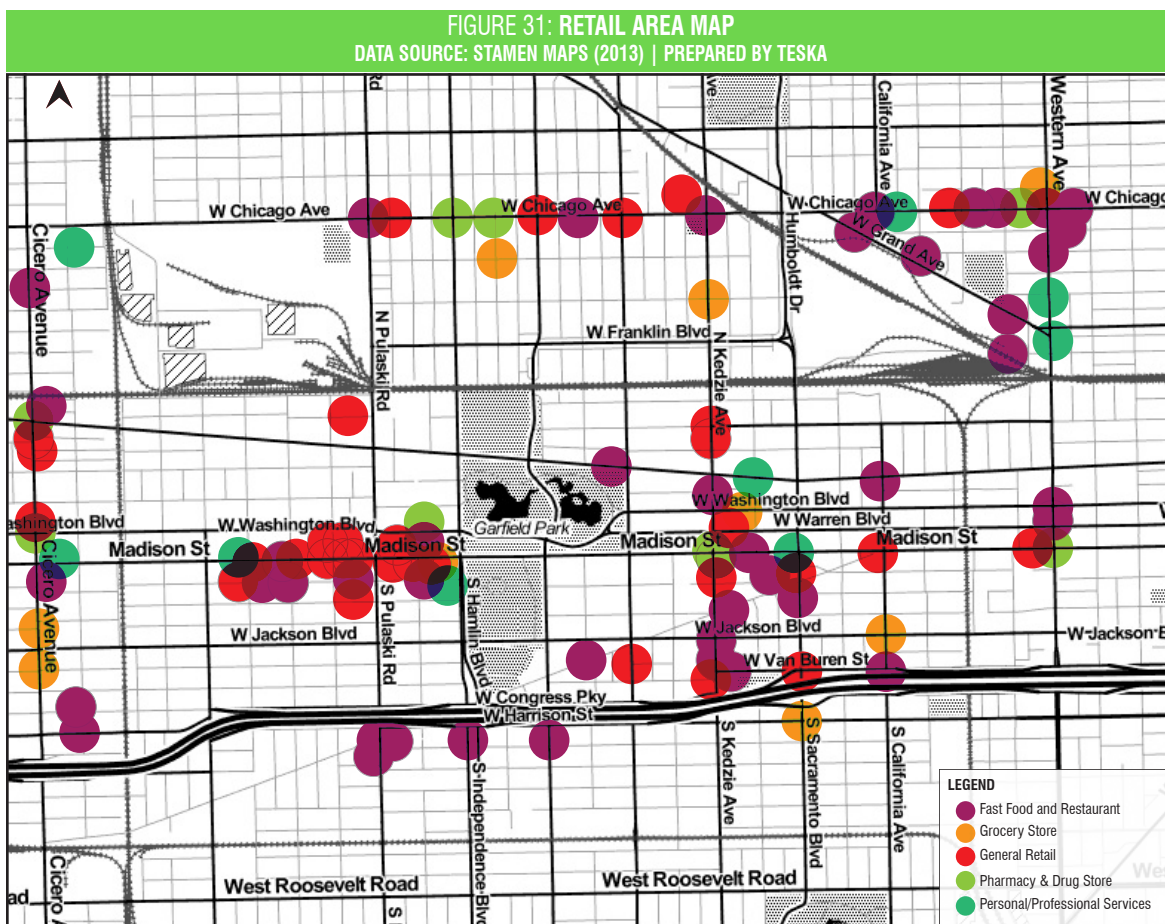 FIGURE 31: RETAIL AREA MAP
DATA SOURCE: STAMEN MAPS (2013) | PREPARED BY TESKA
Rd
Ave
California Ave
Western Ave
W Chicago Ave
W Chicago Ave
W Chicago Ave
W Chicag
W Grand Ave
Humboldt Dr
Cicero Avenue
N Pulaski Rd
W Franklin Blvd
N Kedzie Ave
W Washington Blvd
ashington Blvd
W Washington Blvd
Garfield Park
W Warren Blvd
Madison St
Madison St
Madison St
Madison St
Cicero Avenue
S Pulaski Rd
S Hamlin Blvd
W Jackson Blvd
W Jackson Blvd
W Jackson B
W Van Buren St
W Congress Pky
W Harrison St
S Kedzie Ave
S Sacramento Blvd
S California Ave
S Independence Blv
Cicero A
West Roosevelt Road
West Roosevelt Road
ad
S
LEGEND
Fast Food and Restaurant
Grocery Store
General Retail
Pharmacy & Drug Store
Personal/Professional Services